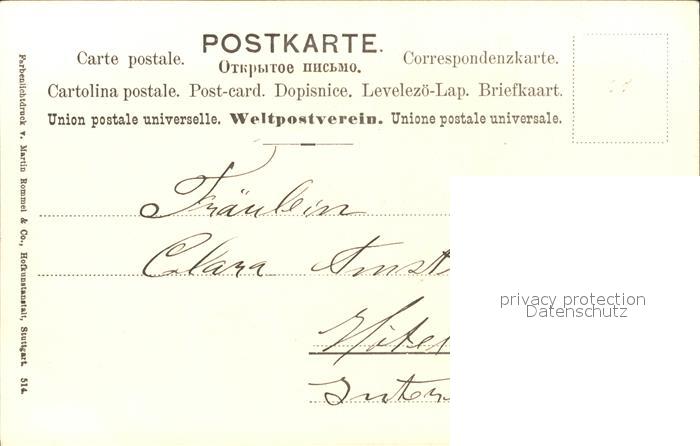 POSTKARTE.
Carte postale. Открытое письмо. Correspondenzkarte.
Cartolina postale. Post-card. Dopisnice. Levelező-Lap. Briefkaart.
Union postale universelle. Weltpostverein. Unione postale universale.
Fräulein
Clara
privacy protection
Datenschutz
Farbenlichtdruck v. Martin Rommel & Co., Hofkunstanstalt, Stuttgart. 514.